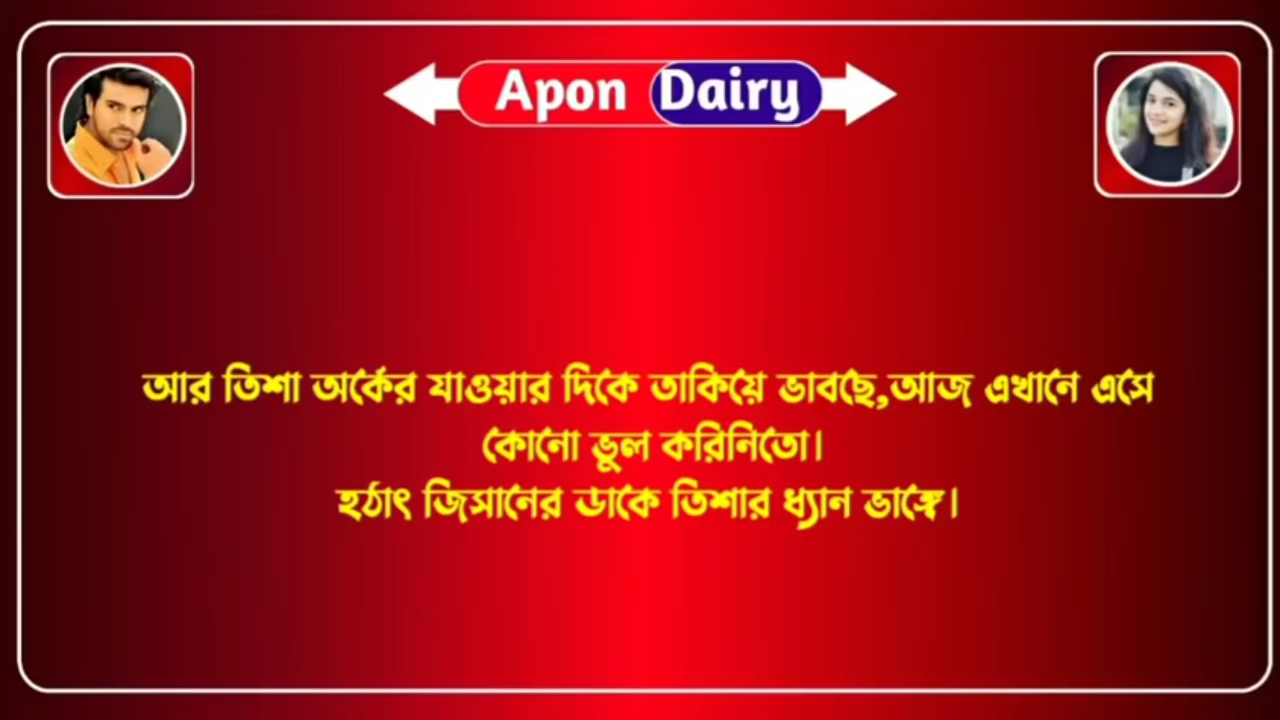 Apon Dairy
আর তিশা অর্কের যাওয়ার দিকে তাকিয়ে ভাবছে,আজ এখানে এসে
কোনো ভুল করিনিতো।
হঠাৎ জিসানের ডাকে তিশার ধ্যান ভাঙ্গে।